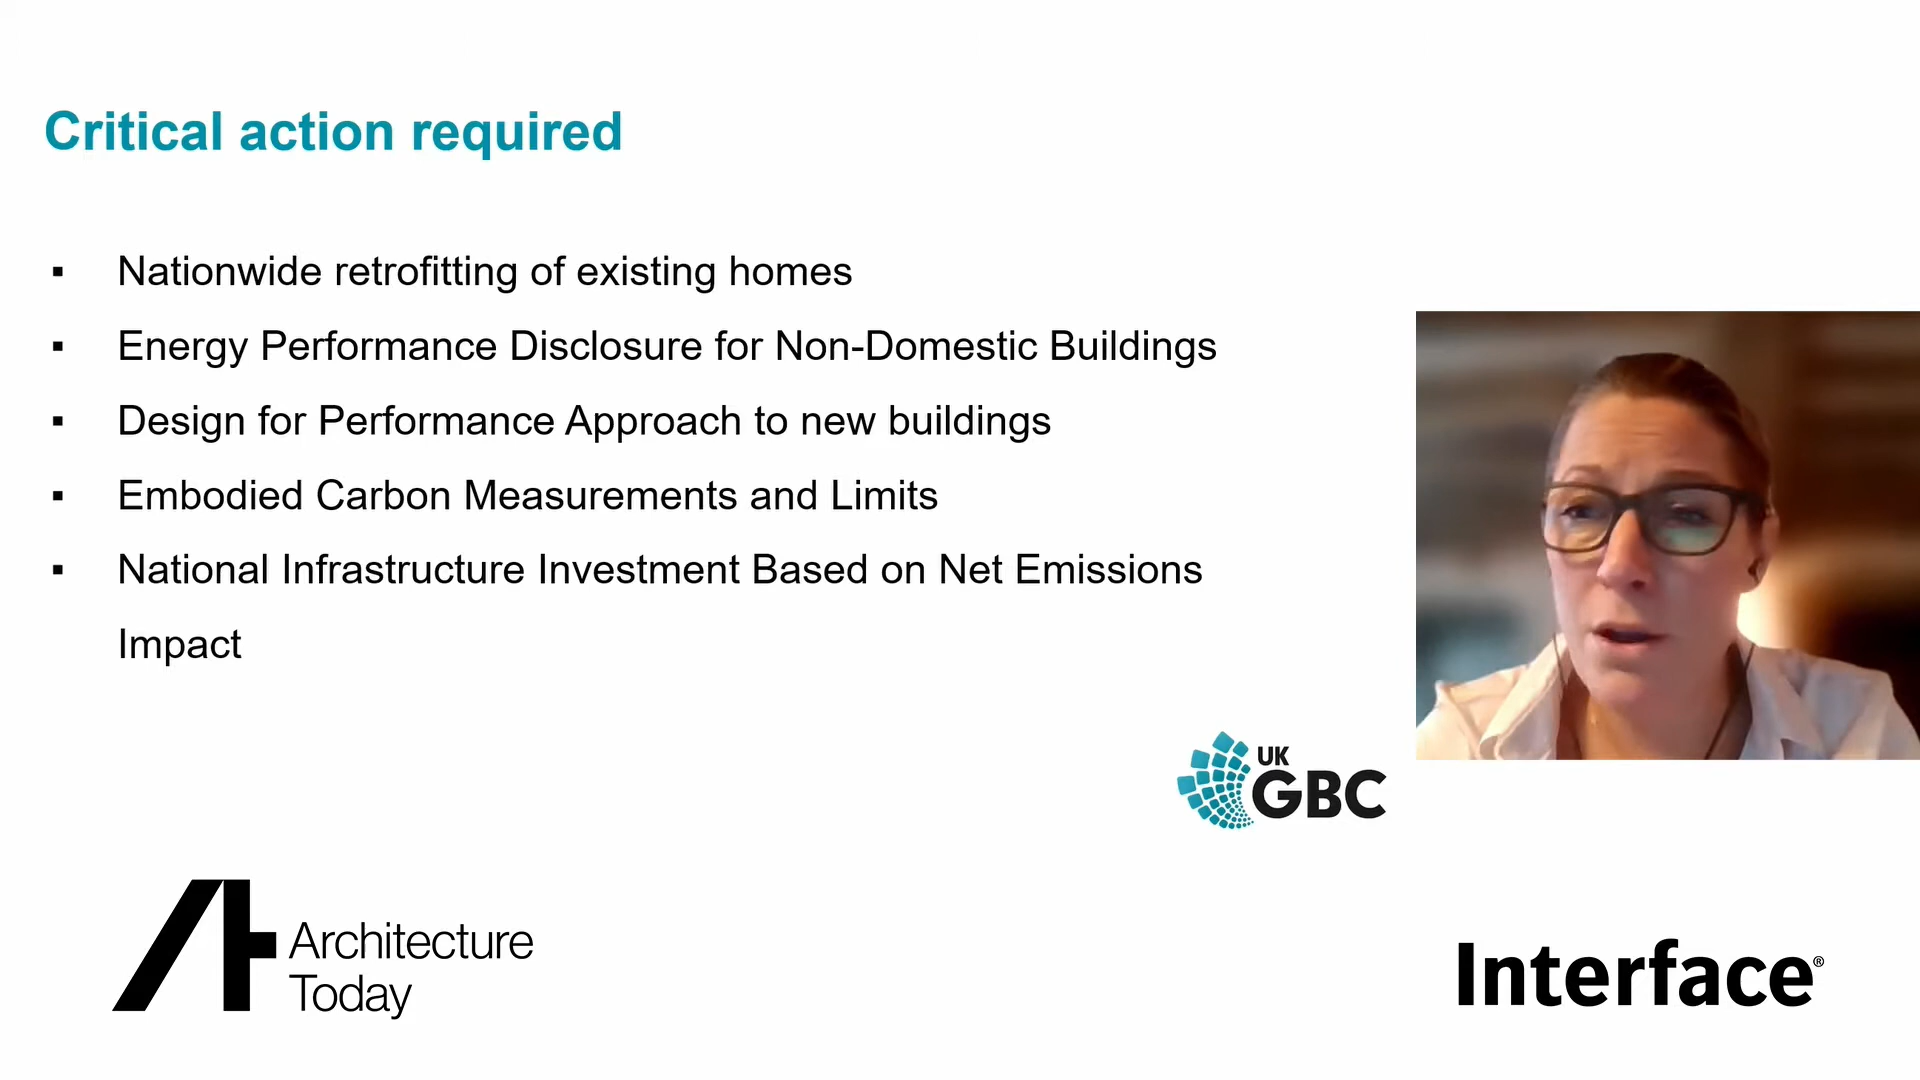 Critical action required
▪ Nationwide retrofitting of existing homes
▪ Energy Performance Disclosure for Non-Domestic Buildings
▪ Design for Performance Approach to new buildings
▪ Embodied Carbon Measurements and Limits
▪ National Infrastructure Investment Based on Net Emissions
Impact
UK
GBC
Architecture
Today
Interface®